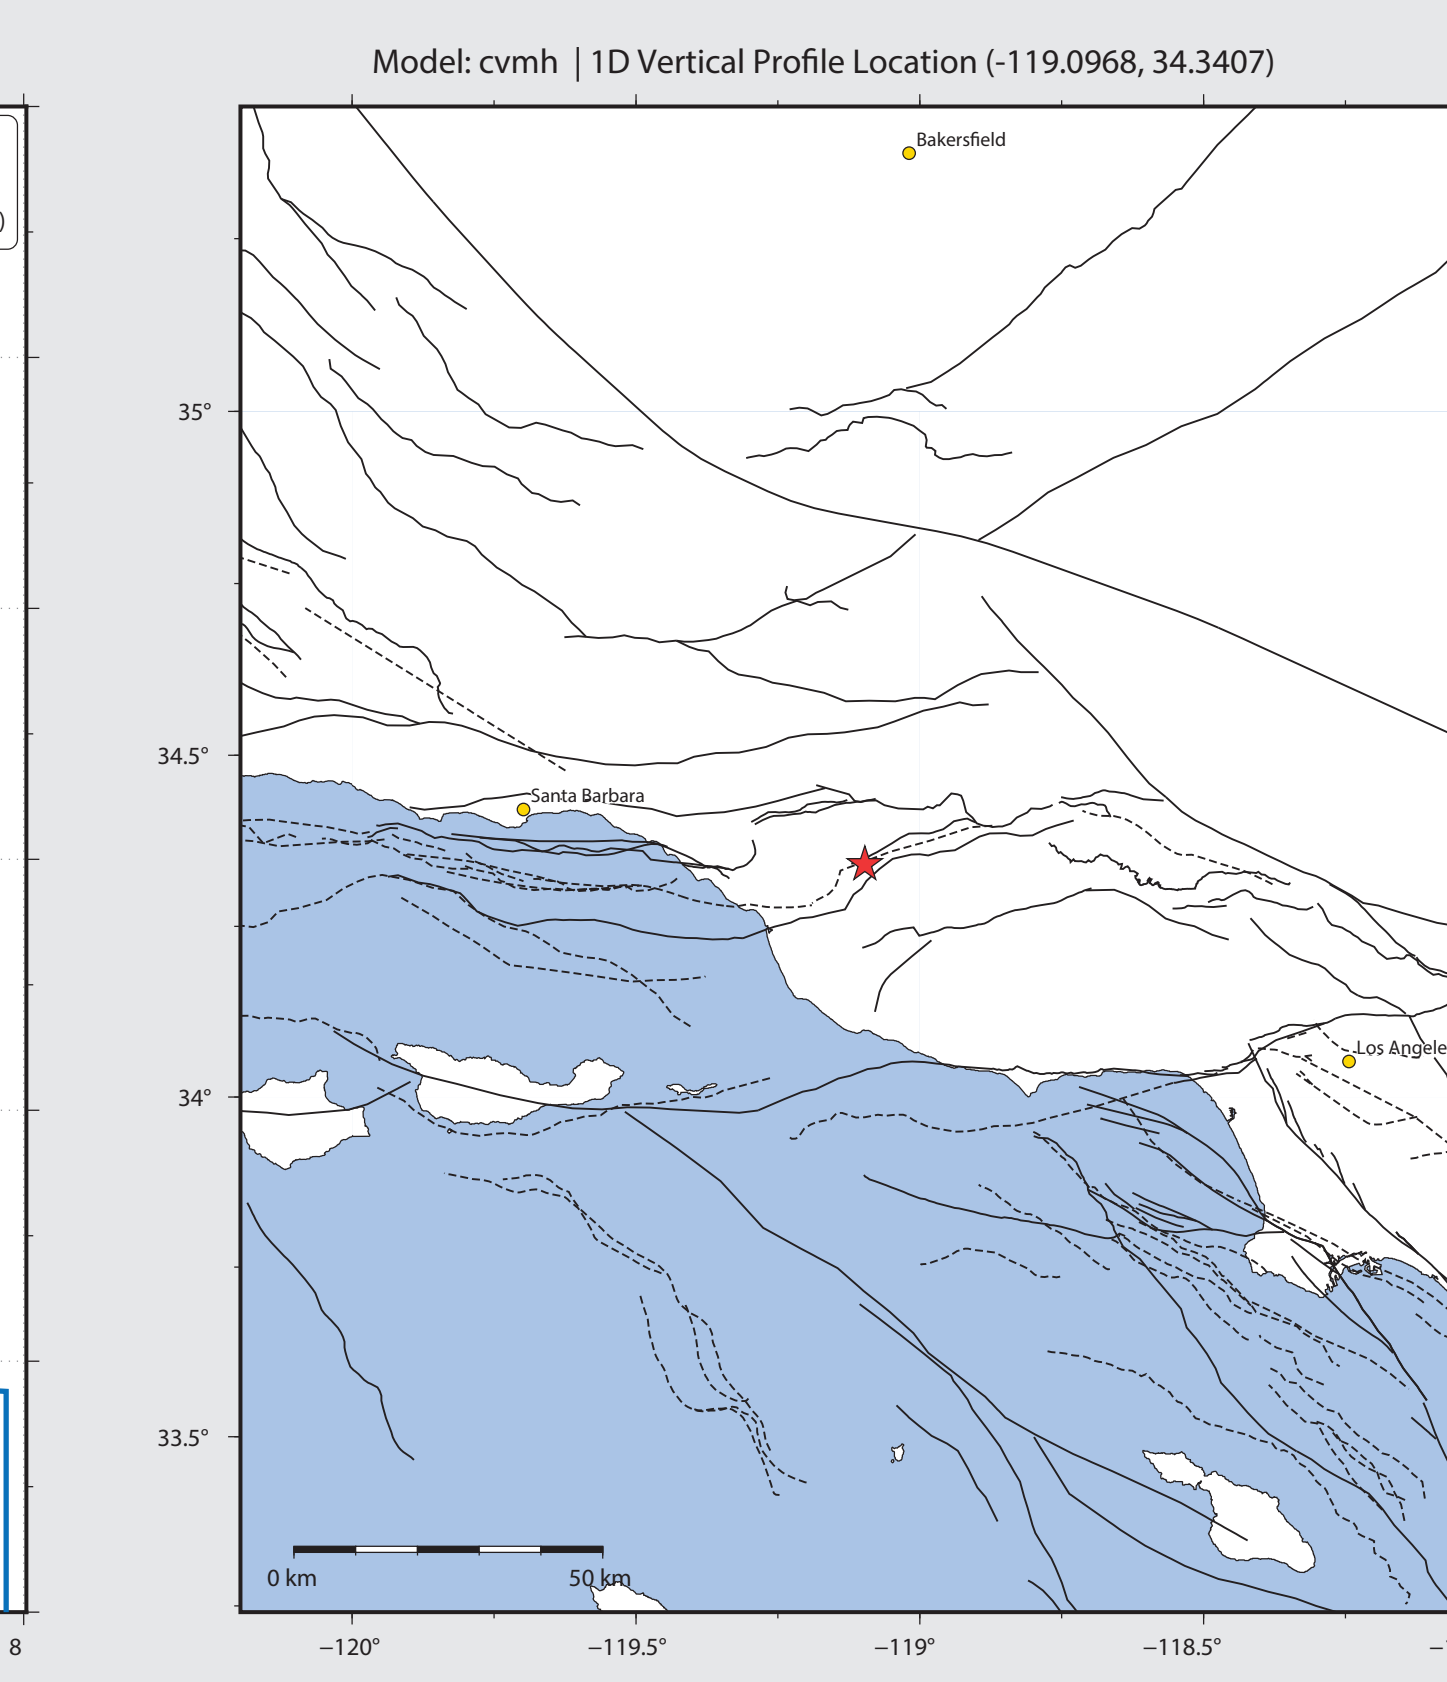 Model: cvmh | 1D Vertical Profile Location (-119.0968, 34.3407)
)
Bakersfield
35°
34.5°
Santa Barbara
Los Angele
34°
33.5°
0 km 50 km
8 −120° −119.5° −119° −118.5° −